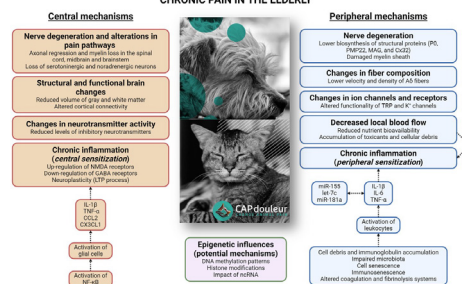 CHRONIC PAIN IN THE ELDERLY
Central mechanisms
Nerve degeneration and alterations in
pain pathways
Axonal regression and myelin loss in the spinal
cord, midbrain and brainstem
Loss of serotoninergic and noradrenergic neurons
Structural and functional brain
changes
Reduced volume of gray and white matter
Altered cortical connectivity
Changes in neurotransmitter activity
Reduced levels of inhibitory neurotransmitters
Chronic inflammation
(central sensitization)
Up-regulation of NMDA receptors
Down-regulation of GABA receptors
Neuroplasticity (LTP process)
IL-1β
TNF-α
CCL2
CX3CL1
Activation of
glial cells
Activation of
NF-κB
CAPdouleur
Epigenetic influences
(potential mechanisms)
DNA methylation patterns
Histone modifications
Impact of ncRNA
Peripheral mechanisms
Nerve degeneration
Lower biosynthesis of structural proteins (P0,
PMP22, MAG, and Cx32)
Damaged myelin sheath
Changes in fiber composition
Lower velocity and density of Aδ fibers
Changes in ion channels and receptors
Altered functionality of TRP and K⁺ channels
Decreased local blood flow
Reduced nutrient bioavailability
Accumulation of toxicants and cellular debris
Chronic inflammation
(peripheral sensitization)
miR-155
let-7c
miR-181a
IL-1β
IL-6
TNF-α
Activation of
leukocytes
Cell debris and immunoglobulin accumulation
Impaired microbiota
Cell senescence
Immunosenescence
Altered coagulation and fibrinolysis systems